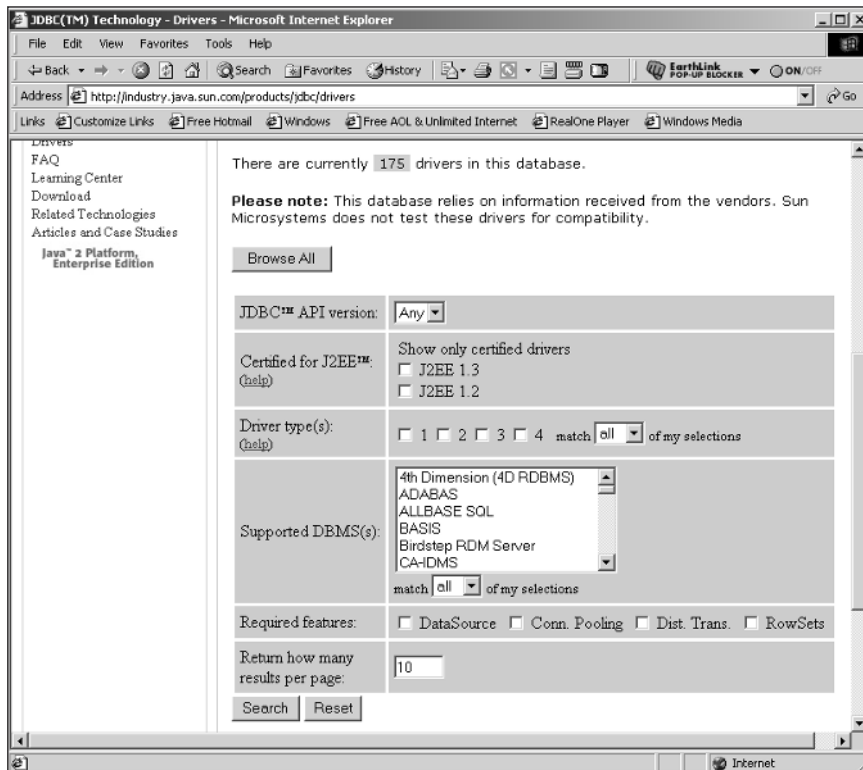 JDBC(TM) Technology - Drivers - Microsoft Internet Explorer
File Edit View Favorites Tools Help
Back Search Favorites History EarthLink POP-UP BLOCKER ON/OFF
Address http://industry.java.sun.com/products/jdbc/drivers Go
Links Customize Links Free Hotmail Windows Free AOL & Unlimited Internet RealOne Player Windows Media
Drivers
FAQ
Learning Center
Download
Related Technologies
Articles and Case Studies
Java™ 2 Platform,
Enterprise Edition
There are currently 175 drivers in this database.
Please note: This database relies on information received from the vendors. Sun
Microsystems does not test these drivers for compatibility.
Browse All
JDBC™ API version: Any
Certified for J2EE™:
(help)
Show only certified drivers
J2EE 1.3
J2EE 1.2
Driver type(s):
(help)
1 2 3 4 match all of my selections
Supported DBMS(s):
4th Dimension (4D RDBMS)
ADABAS
ALLBASE SQL
BASIS
Birdstep RDM Server
CA-IDMS
match all of my selections
Required features: DataSource Conn. Pooling Dist. Trans. RowSets
Return how many
results per page:
10
Search Reset
Internet